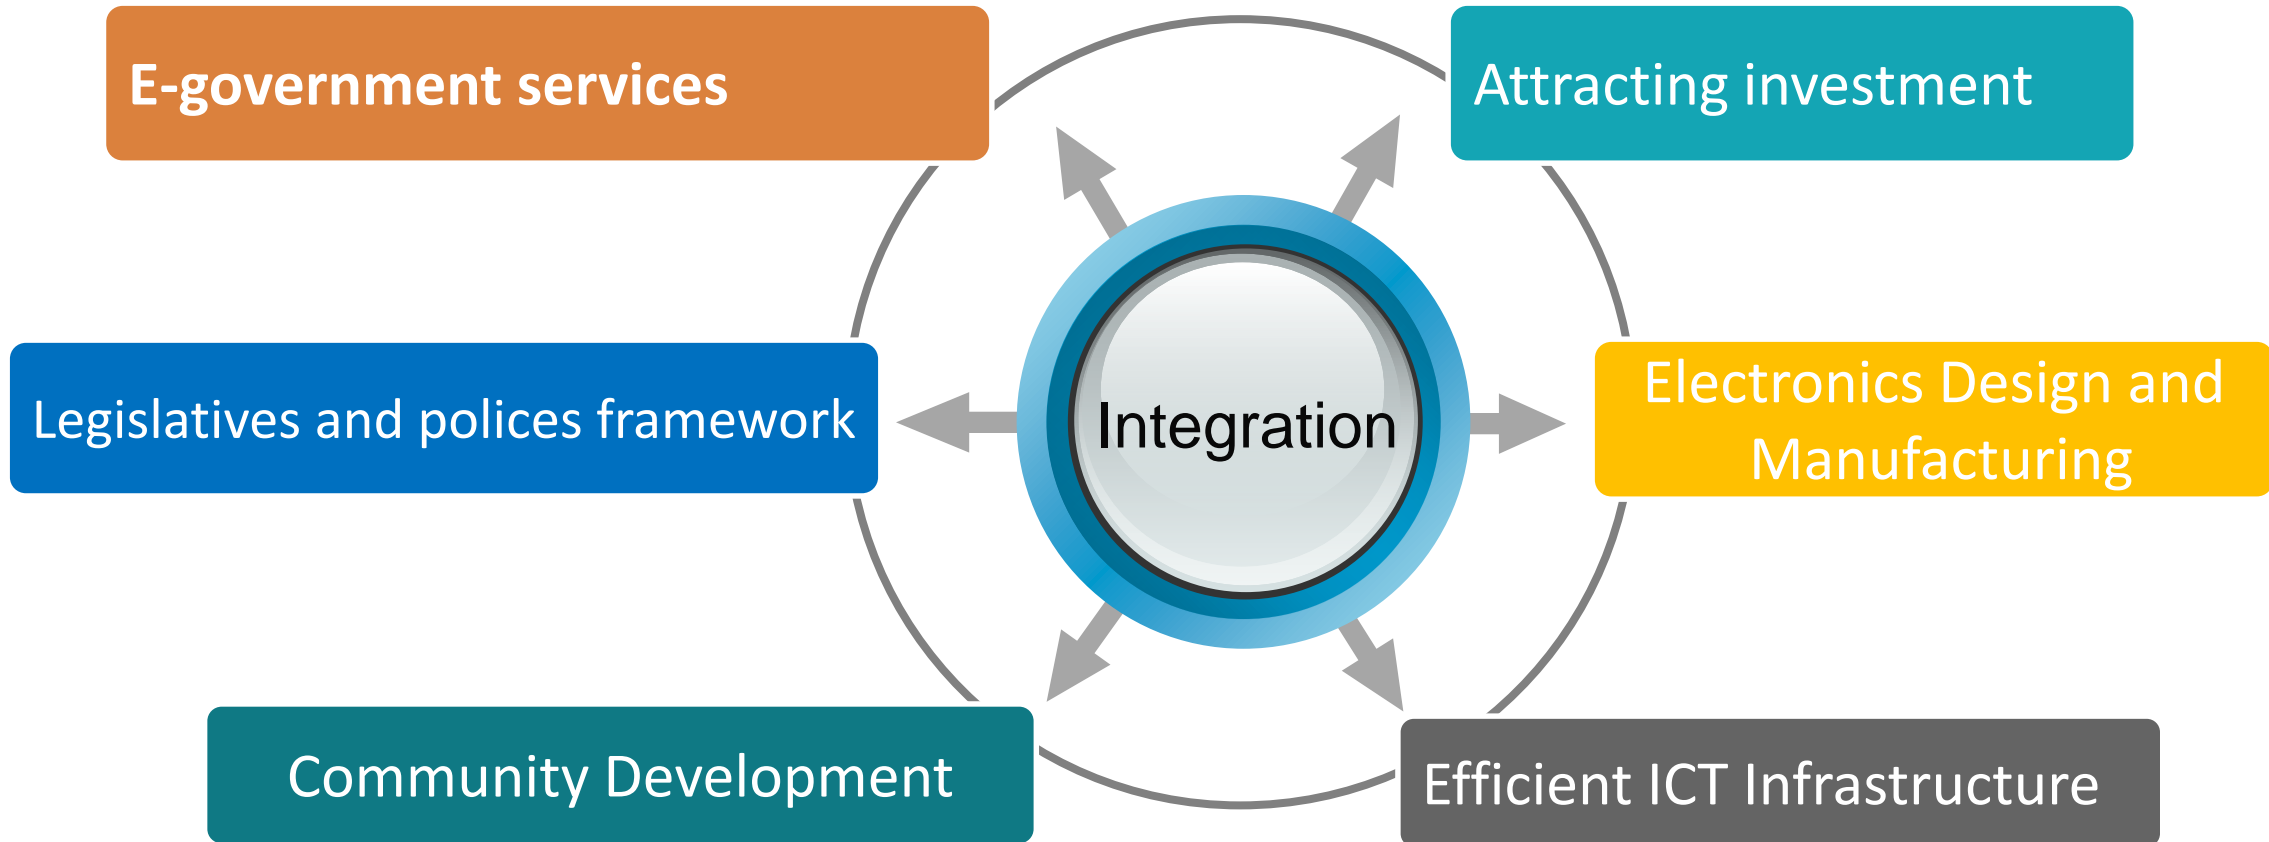 E-government services
Attracting investment
Legislatives and polices framework
Integration
Electronics Design and
Manufacturing
Community Development
Efficient ICT Infrastructure